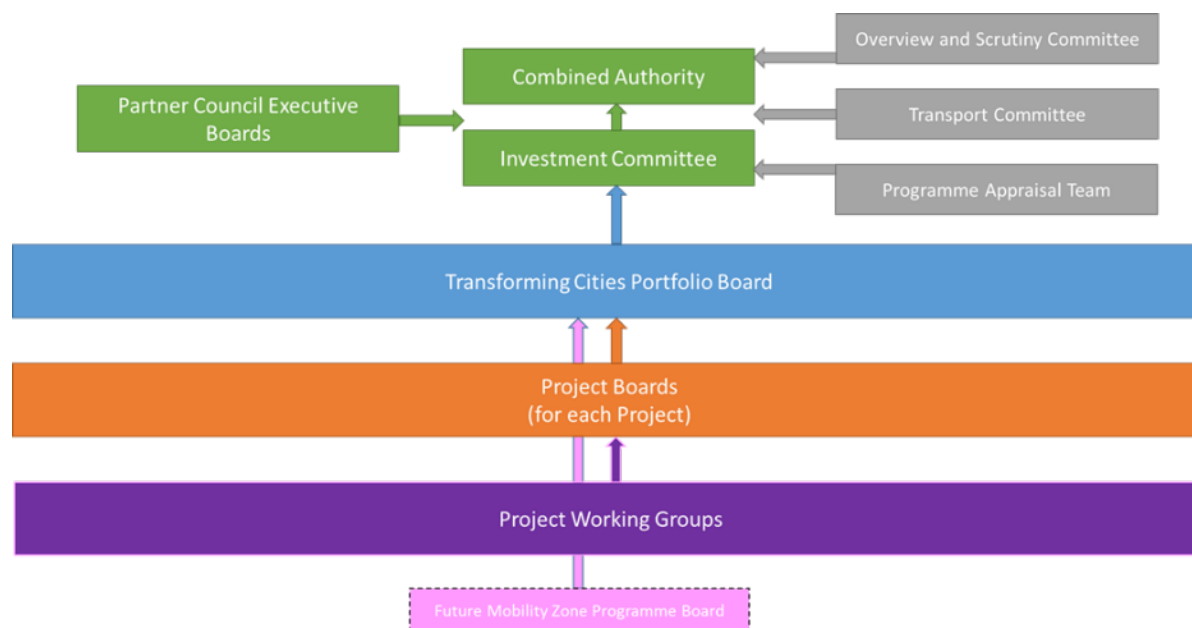 Overview and Scrutiny Committee
Combined Authority
Partner Council Executive
Boards
Transport Committee
Investment Committee
Programme Appraisal Team
Transforming Cities Portfolio Board
Project Boards
(for each Project)
Project Working Groups
Future Mobility Zone Programme Board